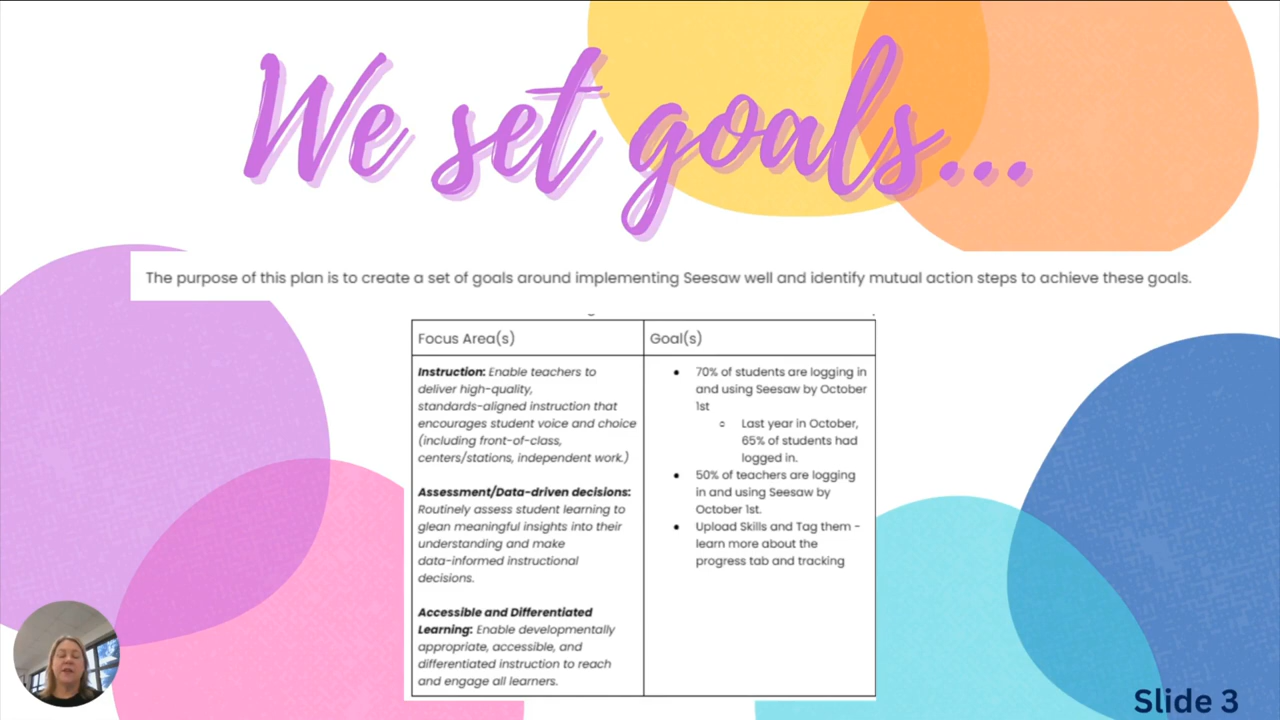 We set goals...
The purpose of this plan is to create a set of goals around implementing Seesaw well and identify mutual action steps to achieve these goals.
Focus Area(s)
Instruction: Enable teachers to
deliver high-quality,
standards-aligned instruction that
encourages student voice and choice
(including front-of-class,
centers/stations, independent work.)
Assessment/Data-driven decisions:
Routinely assess student learning to
glean meaningful insights into their
understanding and make
data-informed instructional
decisions.
Accessible and Differentiated
Learning: Enable developmentally
appropriate, accessible, and
differentiated instruction to reach
and engage all learners.
Goal(s)
• 70% of students are logging in
and using Seesaw by October
1st
○ Last year in October,
65% of students had
logged in.
• 50% of teachers are logging
in and using Seesaw by
October 1st.
• Upload Skills and Tag them -
learn more about the
progress tab and tracking
Slide 3